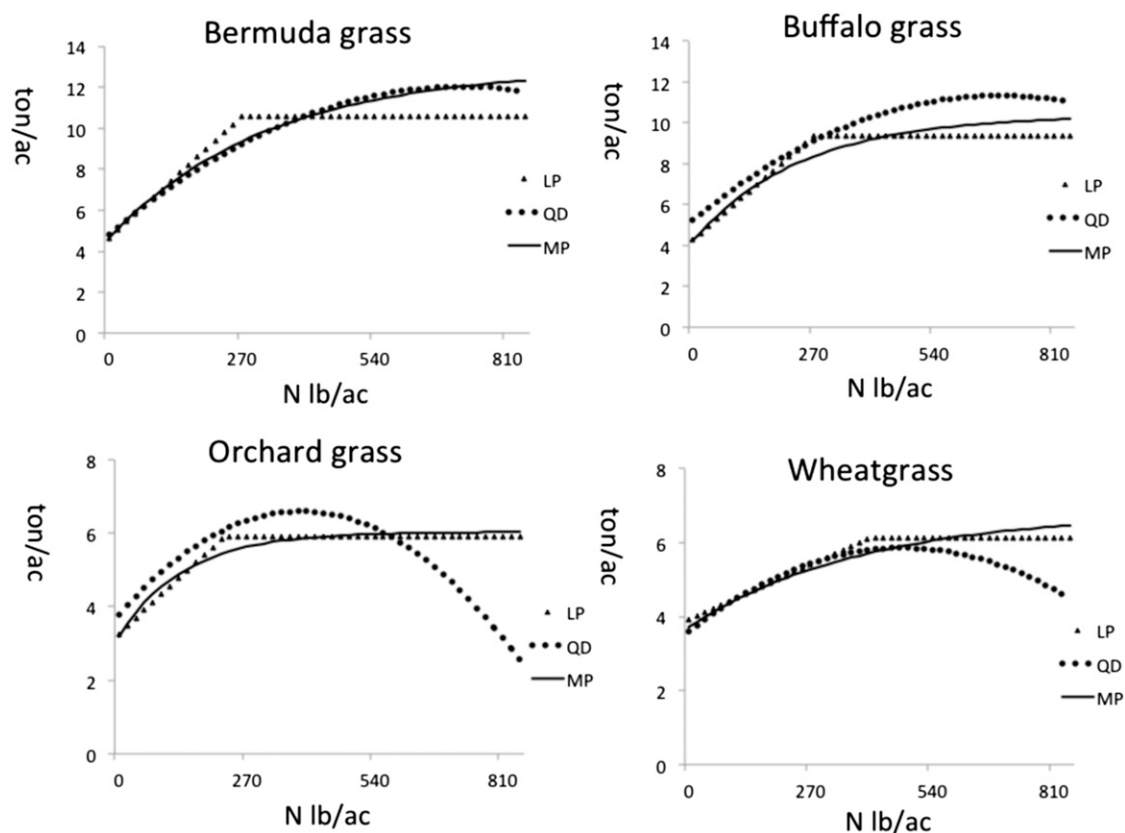 Bermuda grass
14
12
10
8
6
4
2
0
ton/ac
0 270 540 810
N lb/ac
LP
QD
MP
Buffalo grass
14
12
10
8
6
4
2
0
ton/ac
0 270 540 810
N lb/ac
LP
QD
MP
Orchard grass
8
6
4
2
0
ton/ac
0 270 540 810
N lb/ac
LP
QD
MP
Wheatgrass
8
6
4
2
0
ton/ac
0 270 540 810
N lb/ac
LP
QD
MP